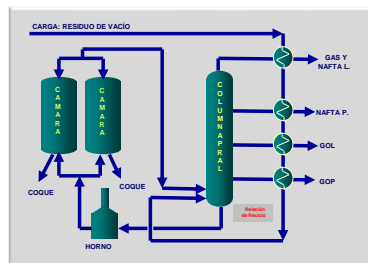 CARGA: RESIDUO DE VACÍO
GAS Y
NAFTA L.
CAMARA
CAMARA
COLUMNAPRAL
NAFTA P.
GOL
GOP
COQUE
COQUE
HORNO
Relación
de Reciclo